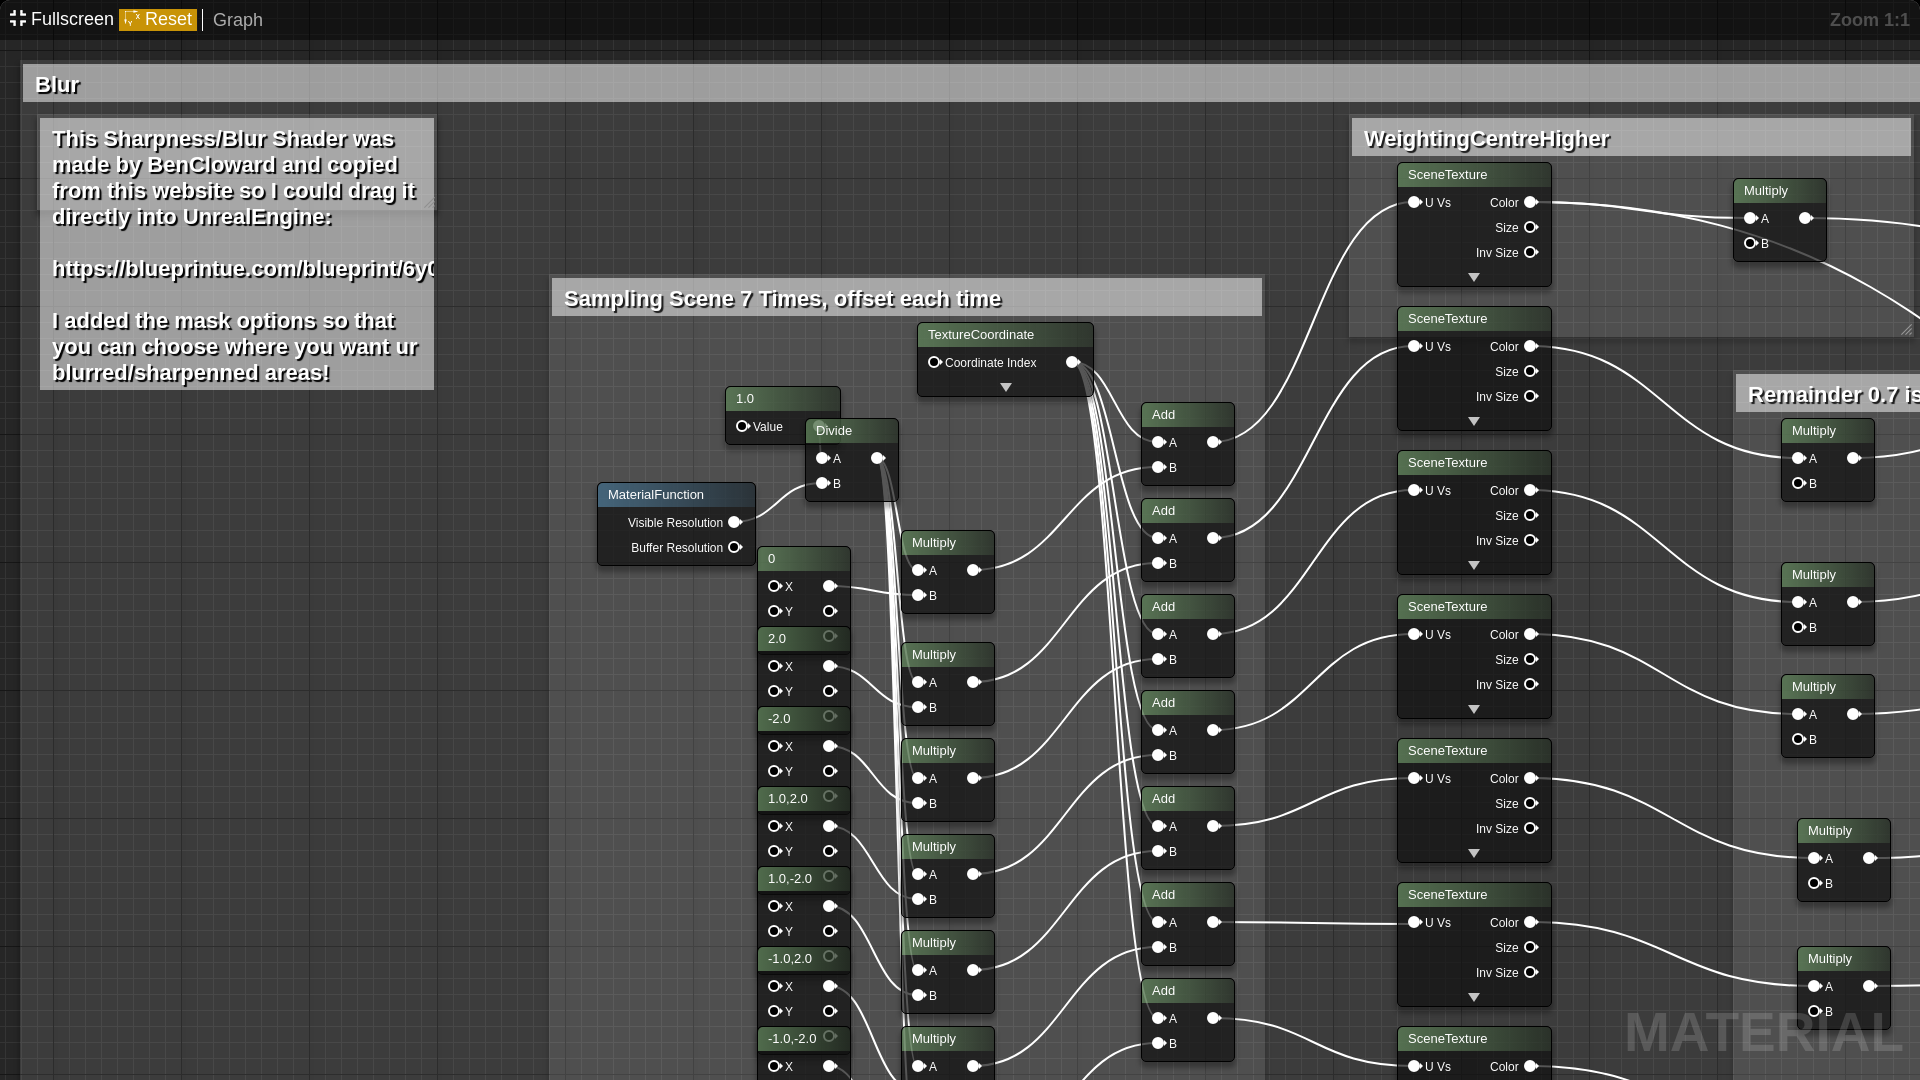 Fullscreen Reset Graph Zoom 1:1
Blur
This Sharpness/Blur Shader was
made by BenCloward and copied
from this website so I could drag it
directly into UnrealEngine:
https://blueprintue.com/blueprint/6y
I added the mask options so that
you can choose where you want ur
blurred/sharpenned areas!
Sampling Scene 7 Times, offset each time
TextureCoordinate
Coordinate Index
1.0
Value
Divide
A
B
MaterialFunction
Visible Resolution
Buffer Resolution
0
X
Y
2.0
X
Y
-2.0
X
Y
1.0,2.0
X
Y
1.0,-2.0
X
Y
-1.0,2.0
X
Y
-1.0,-2.0
X
Multiply
A
B
Multiply
A
B
Multiply
A
B
Multiply
A
B
Multiply
A
B
Multiply
A
Add
A
B
Add
A
B
Add
A
B
Add
A
B
Add
A
B
Add
A
B
Add
A
B
WeightingCentreHigher
SceneTexture
U Vs Color
Size
Inv Size
SceneTexture
U Vs Color
Size
Inv Size
SceneTexture
U Vs Color
Size
Inv Size
SceneTexture
U Vs Color
Size
Inv Size
SceneTexture
U Vs Color
Size
Inv Size
SceneTexture
U Vs Color
Size
Inv Size
SceneTexture
U Vs Color
Multiply
A
B
Remainder 0.7 is
Multiply
A
B
Multiply
A
B
Multiply
A
B
Multiply
A
B
Multiply
A
B
MATERIAL